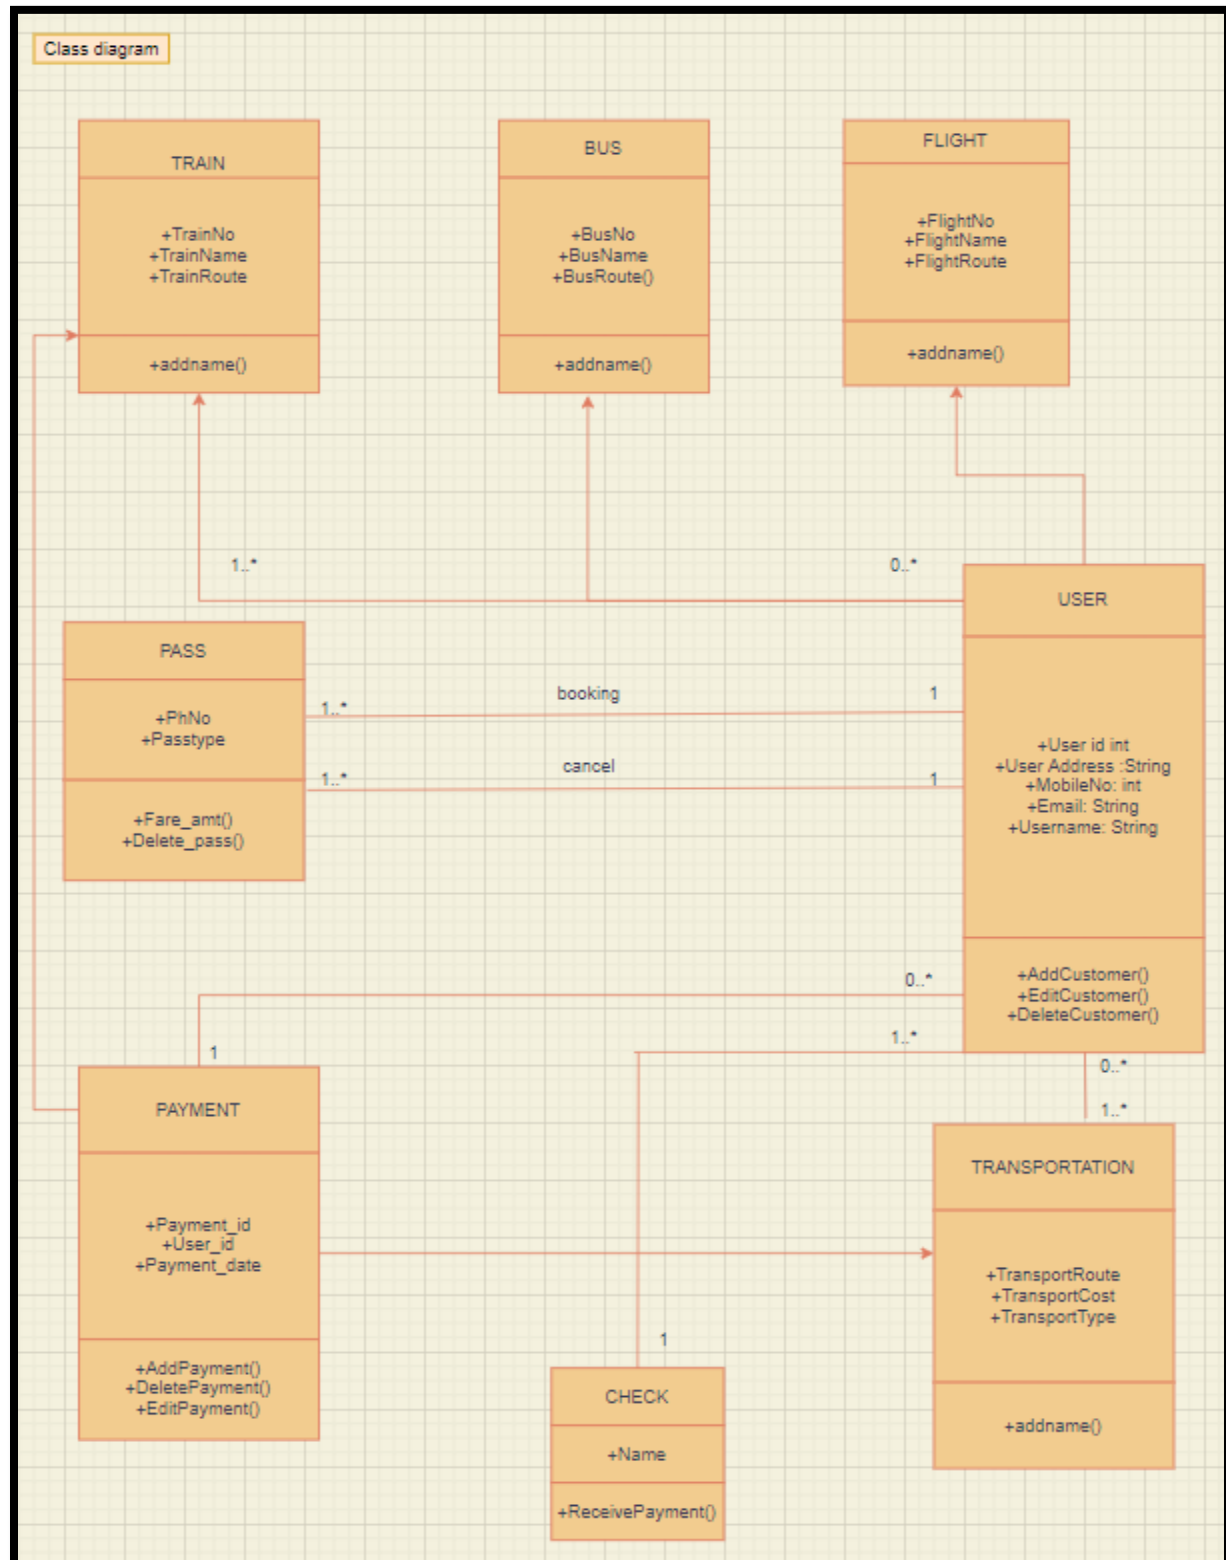 Class diagram
TRAIN
+TrainNo
+TrainName
+TrainRoute
+addname()
BUS
+BusNo
+BusName
+BusRoute()
+addname()
FLIGHT
+FlightNo
+FlightName
+FlightRoute
+addname()
1..*
0..*
USER
+User id int
+User Address :String
+MobileNo: int
+Email: String
+Username: String
+AddCustomer()
+EditCustomer()
+DeleteCustomer()
PASS
+PhNo
+Passtype
+Fare_amt()
+Delete_pass()
1..*
booking
1
1..*
cancel
1
0..*
1
1..*
0..*
1..*
PAYMENT
+Payment_id
+User_id
+Payment_date
+AddPayment()
+DeletePayment()
+EditPayment()
1
CHECK
+Name
+ReceivePayment()
TRANSPORTATION
+TransportRoute
+TransportCost
+TransportType
+addname()